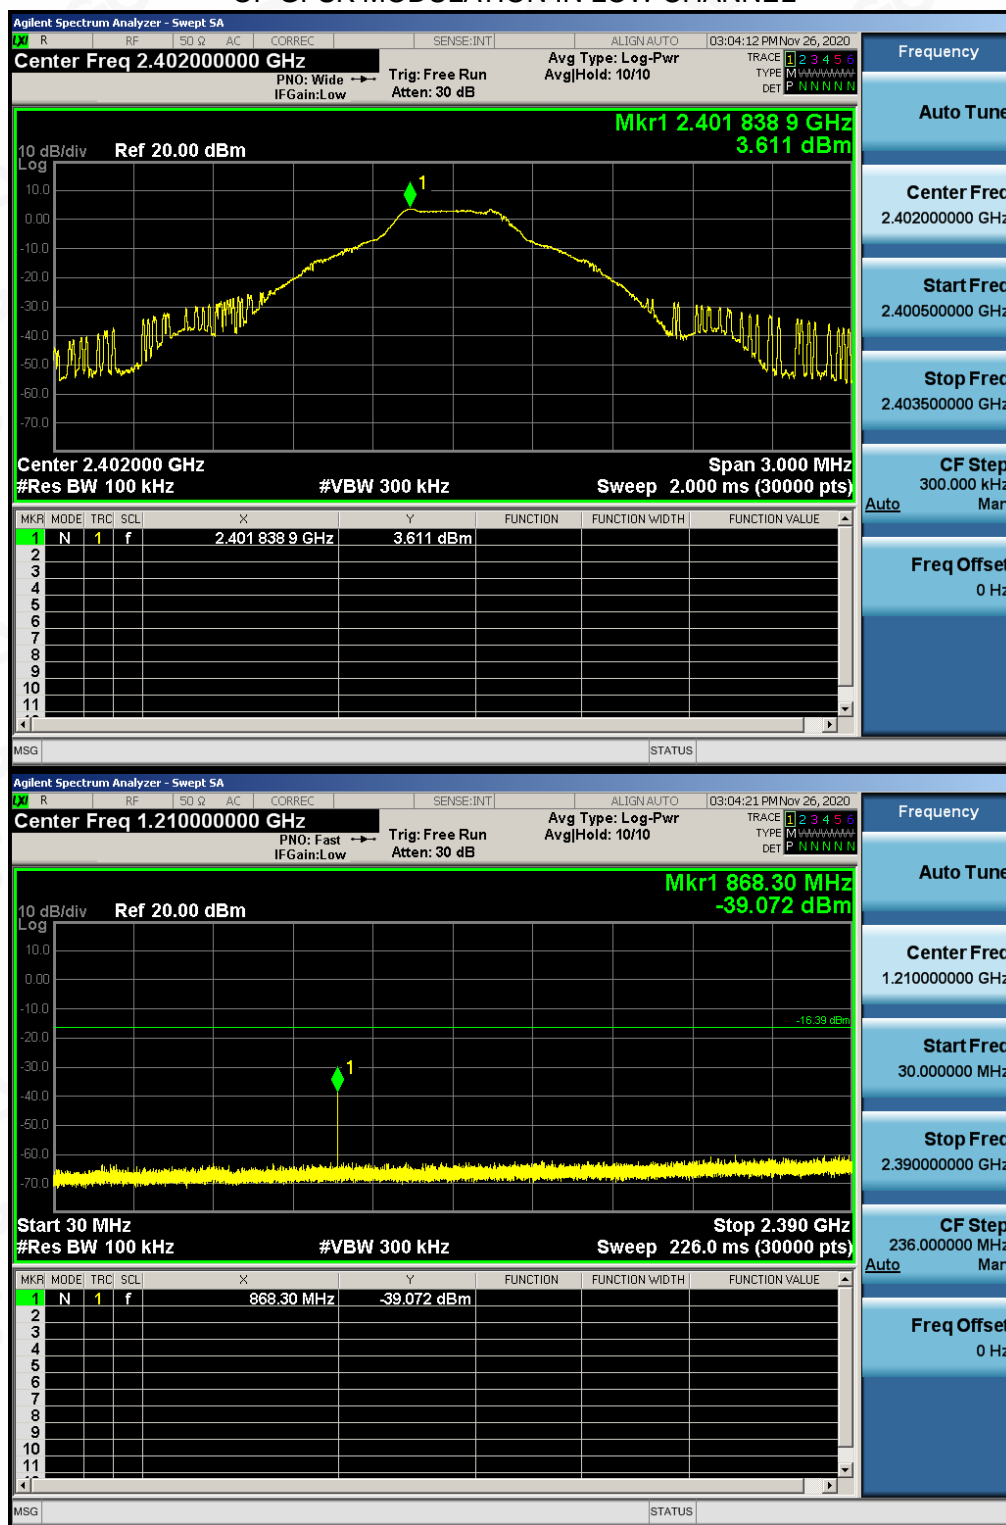 OF GFSK MODULATION IN LOW CHANNEL
Agilent Spectrum Analyzer - Swept SA
LXI R RF 50 Ω AC CORREC SENSE:INT ALIGN AUTO 03:04:12 PM Nov 26, 2020
Center Freq 2.402000000 GHz Avg Type: Log-Pwr TRACE 1 2 3 4 5 6
PNO: Wide Trig: Free Run Avg|Hold: 10/10 TYPE M WWWWW
IFGain:Low Atten: 30 dB DET P N N N N N
Mkr1 2.401 838 9 GHz
10 dB/div Ref 20.00 dBm 3.611 dBm
Log
10.0
1
0.00
-10.0
-20.0
-30.0
-40.0
-50.0
-60.0
-70.0
Center 2.402000 GHz Span 3.000 MHz
#Res BW 100 kHz #VBW 300 kHz Sweep 2.000 ms (30000 pts)
MKR MODE TRC SCL X Y FUNCTION FUNCTION WIDTH FUNCTION VALUE
1 N 1 f 2.401 838 9 GHz 3.611 dBm
2
3
4
5
6
7
8
9
10
11
MSG STATUS
Frequency
Auto Tune
Center Freq
2.402000000 GHz
Start Freq
2.400500000 GHz
Stop Freq
2.403500000 GHz
CF Step
300.000 kHz
Auto Man
Freq Offset
0 Hz
Agilent Spectrum Analyzer - Swept SA
LXI R RF 50 Ω AC CORREC SENSE:INT ALIGN AUTO 03:04:21 PM Nov 26, 2020
Center Freq 1.210000000 GHz Avg Type: Log-Pwr TRACE 1 2 3 4 5 6
PNO: Fast Trig: Free Run Avg|Hold: 10/10 TYPE M WWWWW
IFGain:Low Atten: 30 dB DET P N N N N N
Mkr1 868.30 MHz
10 dB/div Ref 20.00 dBm -39.072 dBm
Log
10.0
0.00
-10.0
-16.39 dBm
-20.0
-30.0
1
-40.0
-50.0
-60.0
-70.0
Start 30 MHz Stop 2.390 GHz
#Res BW 100 kHz #VBW 300 kHz Sweep 226.0 ms (30000 pts)
MKR MODE TRC SCL X Y FUNCTION FUNCTION WIDTH FUNCTION VALUE
1 N 1 f 868.30 MHz -39.072 dBm
2
3
4
5
6
7
8
9
10
11
MSG STATUS
Frequency
Auto Tune
Center Freq
1.210000000 GHz
Start Freq
30.000000 MHz
Stop Freq
2.390000000 GHz
CF Step
236.000000 MHz
Auto Man
Freq Offset
0 Hz